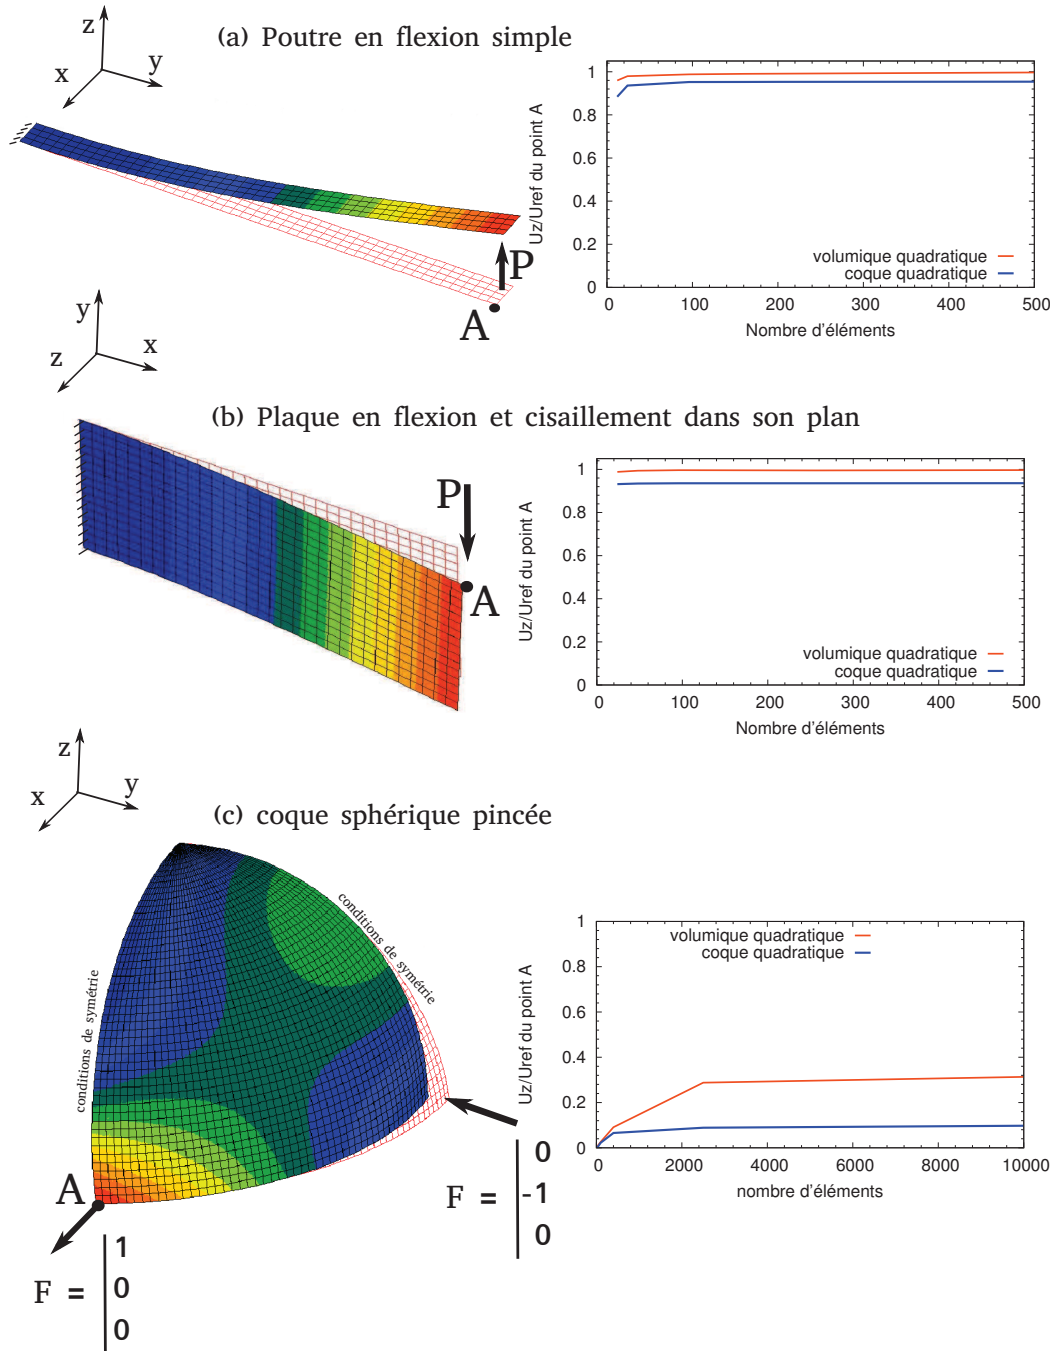 (a) Poutre en flexion simple
z
y
x
P
A
Uz/Uref du point A
1
0.8
0.6
0.4
0.2
0
volumique quadratique
coque quadratique
0 100 200 300 400 500
Nombre d'éléments
y
x
z
(b) Plaque en flexion et cisaillement dans son plan
P
A
Uz/Uref du point A
1
0.8
0.6
0.4
0.2
0
volumique quadratique
coque quadratique
0 100 200 300 400 500
Nombre d'éléments
z
y
x
(c) coque sphérique pincée
conditions de symétrie
conditions de symétrie
A
F =
1
0
0
F =
0
-1
0
Uz/Uref du point A
volumique quadratique
coque quadratique
1
0.8
0.6
0.4
0.2
0
0 2000 4000 6000 8000 10000
nombre d'éléments